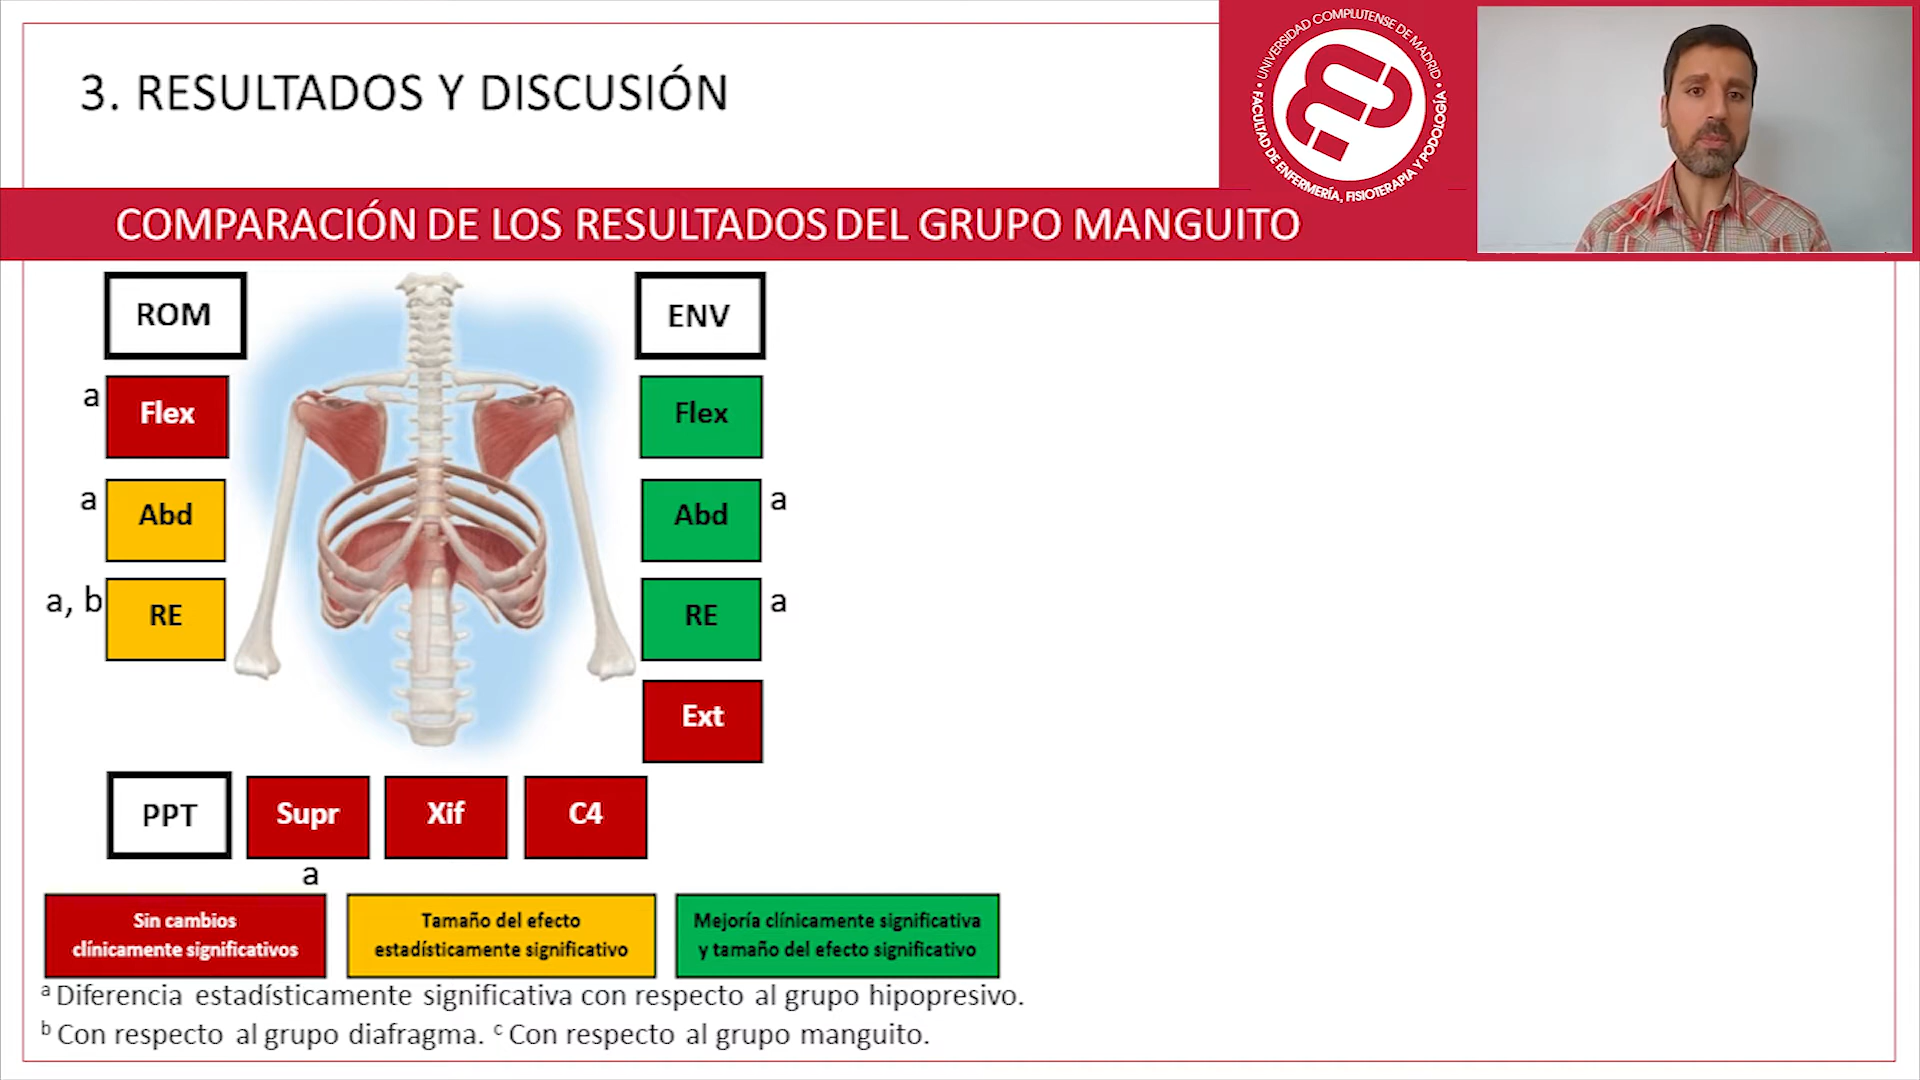 3. RESULTADOS Y DISCUSIÓN
• UNIVERSIDAD COMPLUTENSE DE MADRID •
FACULTAD DE ENFERMERÍA, FISIOTERAPIA Y PODOLOGÍA
COMPARACIÓN DE LOS RESULTADOS DEL GRUPO MANGUITO
ROM
ENV
a
Flex
Flex
a
Abd
Abd
a
a, b
RE
RE
a
Ext
PPT
Supr
Xif
C4
a
Sin cambios
clínicamente significativos
Tamaño del efecto
estadísticamente significativo
Mejoría clínicamente significativa
y tamaño del efecto significativo
a Diferencia estadísticamente significativa con respecto al grupo hipopresivo.
b Con respecto al grupo diafragma. c Con respecto al grupo manguito.